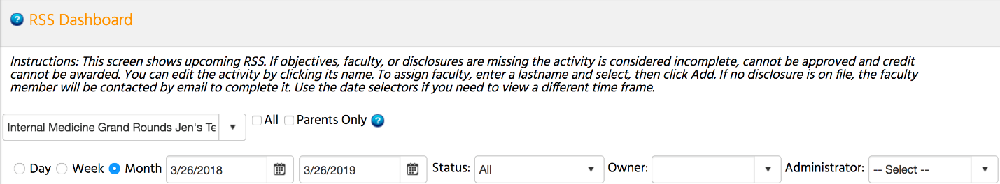 RSS Dashboard
Instructions: This screen shows upcoming RSS. If objectives, faculty, or disclosures are missing the activity is considered incomplete, cannot be approved and credit
cannot be awarded. You can edit the activity by clicking its name. To assign faculty, enter a lastname and select, then click Add. If no disclosure is on file, the faculty
member will be contacted by email to complete it. Use the date selectors if you need to view a different time frame.
Internal Medicine Grand Rounds Jen's Te All Parents Only ?
Day Week Month 3/26/2018 3/26/2019 Status: All Owner: Administrator: -- Select --